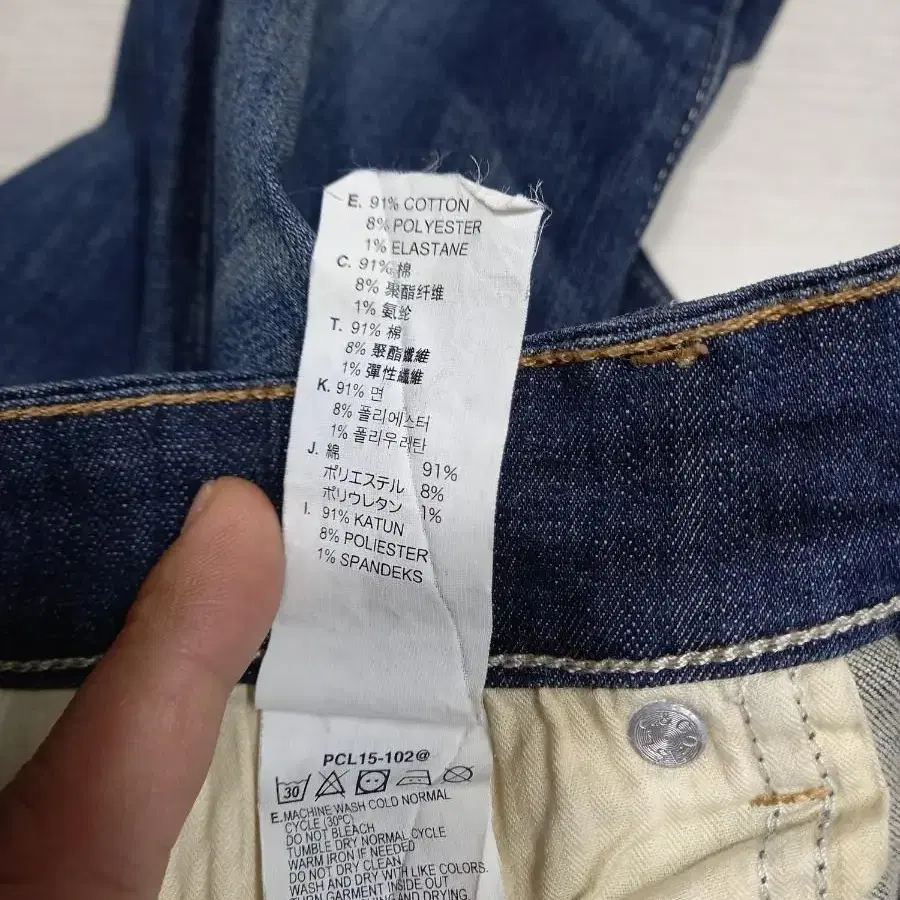 E. 91% COTTON
8% POLYESTER
1% ELASTANE
C. 91% 棉
8% 聚酯纤维
1% 氨纶
T. 91% 棉
8% 聚酯纖維
1% 彈性纖維
K. 91% 면
8% 폴리에스터
1% 폴리우레탄
J. 綿 91%
ポリエステル 8%
ポリウレタン 1%
I. 91% KATUN
8% POLIESTER
1% SPANDEKS
PCL15-102@
30
E.MACHINE WASH COLD NORMAL
CYCLE (30°C)
DO NOT BLEACH
TUMBLE DRY NORMAL CYCLE
WARM IRON IF NEEDED
DO NOT DRY CLEAN
WASH AND DRY WITH LIKE COLORS.
TURN GARMENT INSIDE OUT
AND DRYING